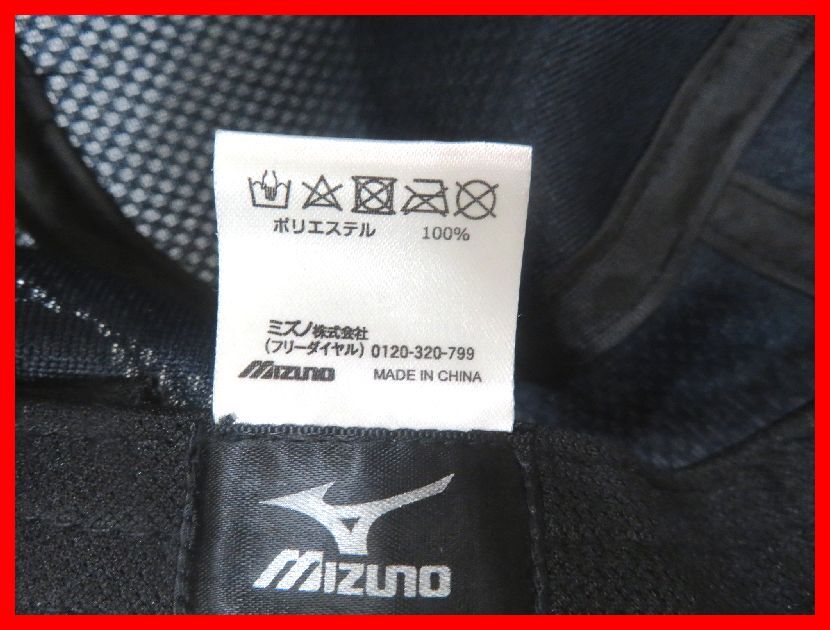 ポリエステル 100%
ミズノ株式会社
(フリーダイヤル) 0120-320-799
MIZUNO MADE IN CHINA
MIZUNO